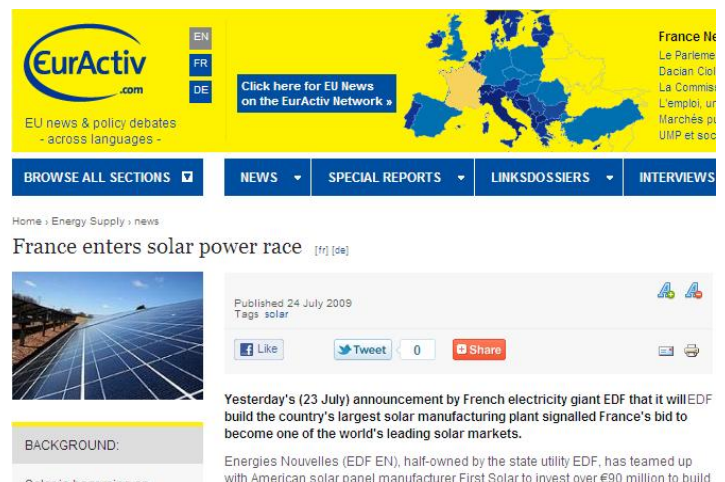 EurActiv
.com
EU news & policy debates
- across languages -
EN
FR
DE
Click here for EU News
on the EurActiv Network »
France Ne
Le Parleme
Dacian Ciol
La Commiss
L'emploi, un
Marchés pu
UMP et soc
BROWSE ALL SECTIONS
NEWS
SPECIAL REPORTS
LINKSDOSSIERS
INTERVIEWS
Home › Energy Supply › news
France enters solar power race [fr] [de]
Published 24 July 2009
Tags solar
Like
Tweet 0
Share
Yesterday's (23 July) announcement by French electricity giant EDF that it will EDF
build the country's largest solar manufacturing plant signalled France's bid to
become one of the world's leading solar markets.
BACKGROUND:
Energies Nouvelles (EDF EN), half-owned by the state utility EDF, has teamed up
with American solar panel manufacturer First Solar to invest over €90 million to build